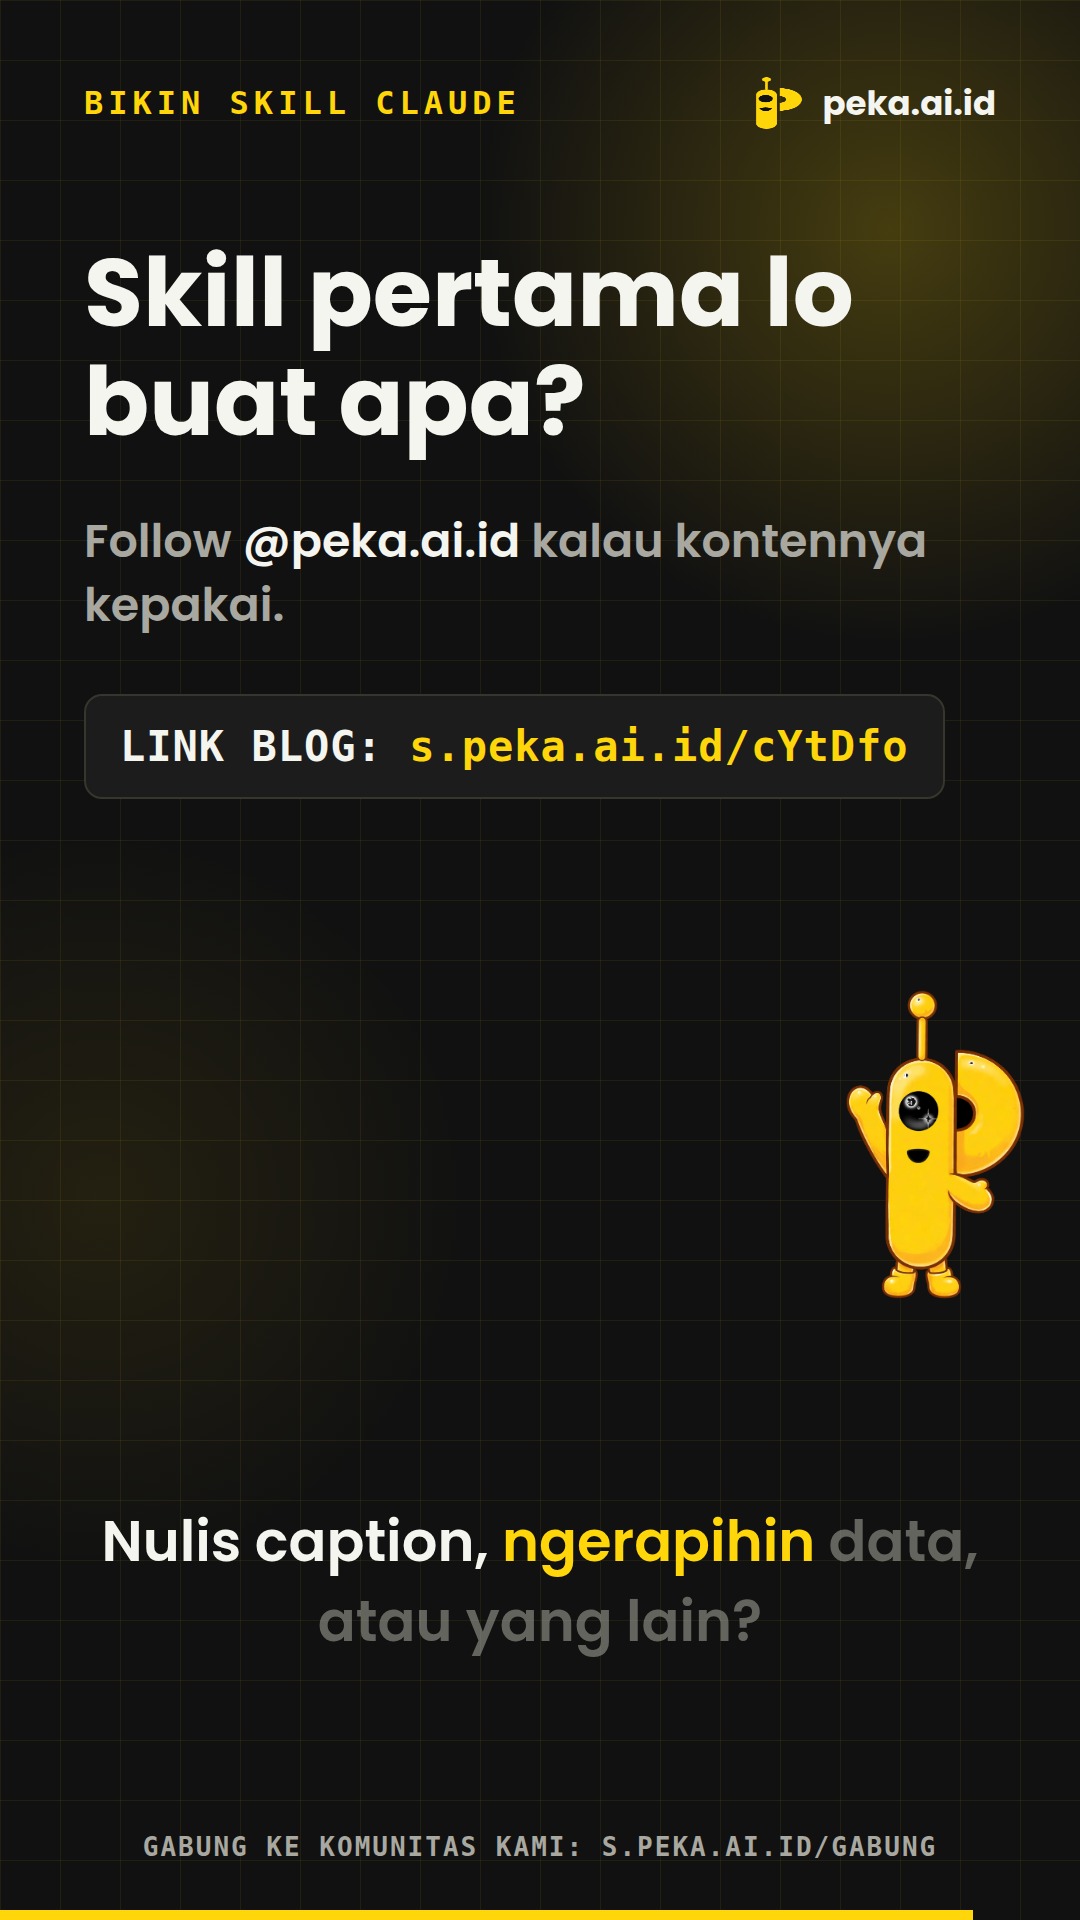 BIKIN SKILL CLAUDE
peka.ai.id
Skill pertama lo
buat apa?
Follow @peka.ai.id kalau kontennya
kepakai.
LINK BLOG: s.peka.ai.id/cYtDfo
Nulis caption, ngerapihin data,
atau yang lain?
GABUNG KE KOMUNITAS KAMI: S.PEKA.AI.ID/GABUNG